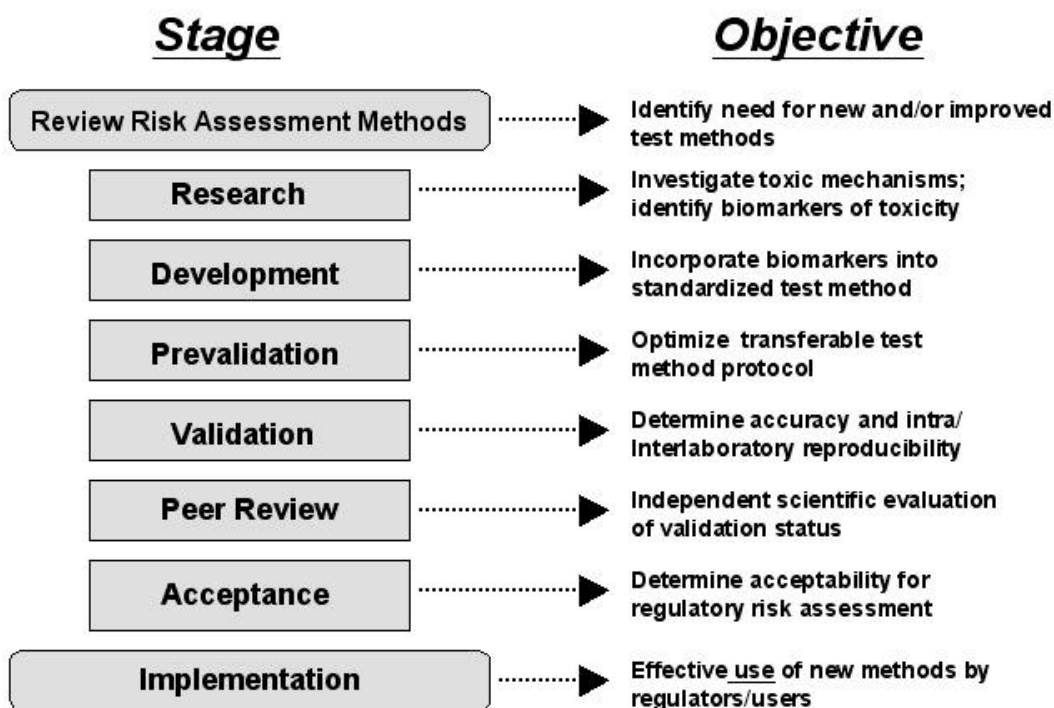 Stage
Objective
Review Risk Assessment Methods
Identify need for new and/or improved
test methods
Research
Investigate toxic mechanisms;
identify biomarkers of toxicity
Development
Incorporate biomarkers into
standardized test method
Prevalidation
Optimize transferable test
method protocol
Validation
Determine accuracy and intra/
Interlaboratory reproducibility
Peer Review
Independent scientific evaluation
of validation status
Acceptance
Determine acceptability for
regulatory risk assessment
Implementation
Effective use of new methods by
regulators/users